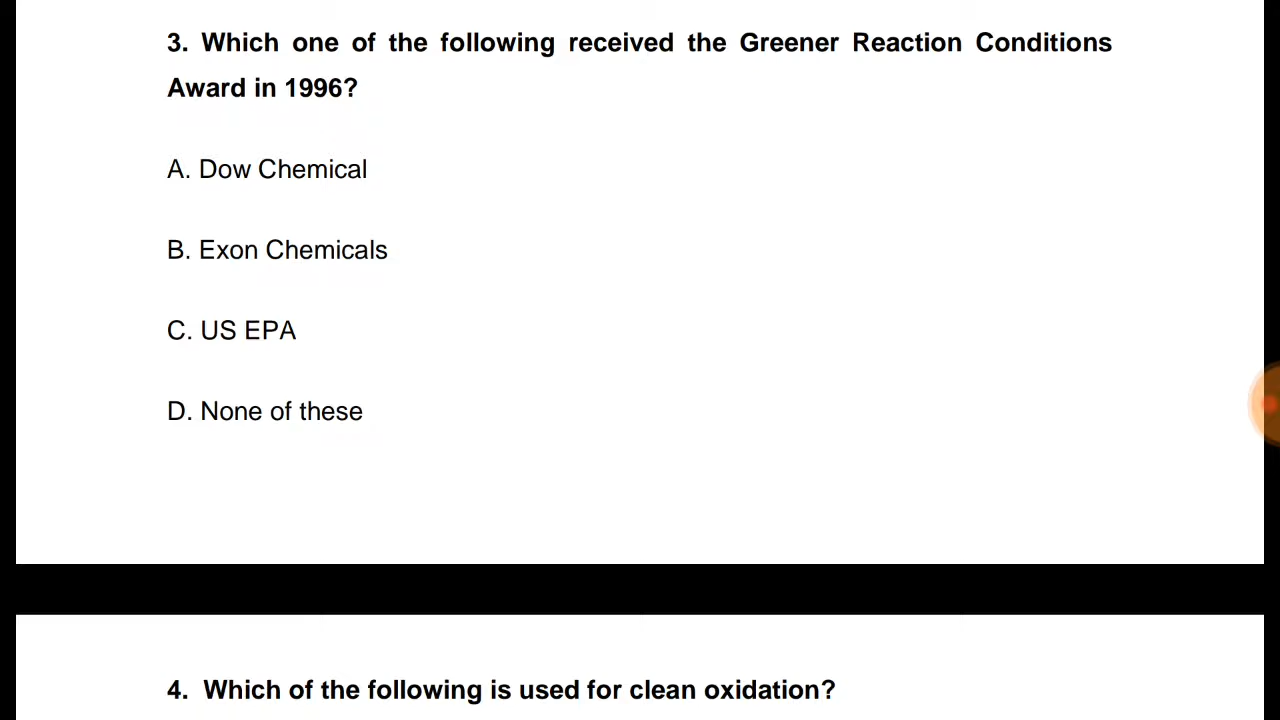 3. Which one of the following received the Greener Reaction Conditions
Award in 1996?
A. Dow Chemical
B. Exon Chemicals
C. US EPA
D. None of these
4. Which of the following is used for clean oxidation?